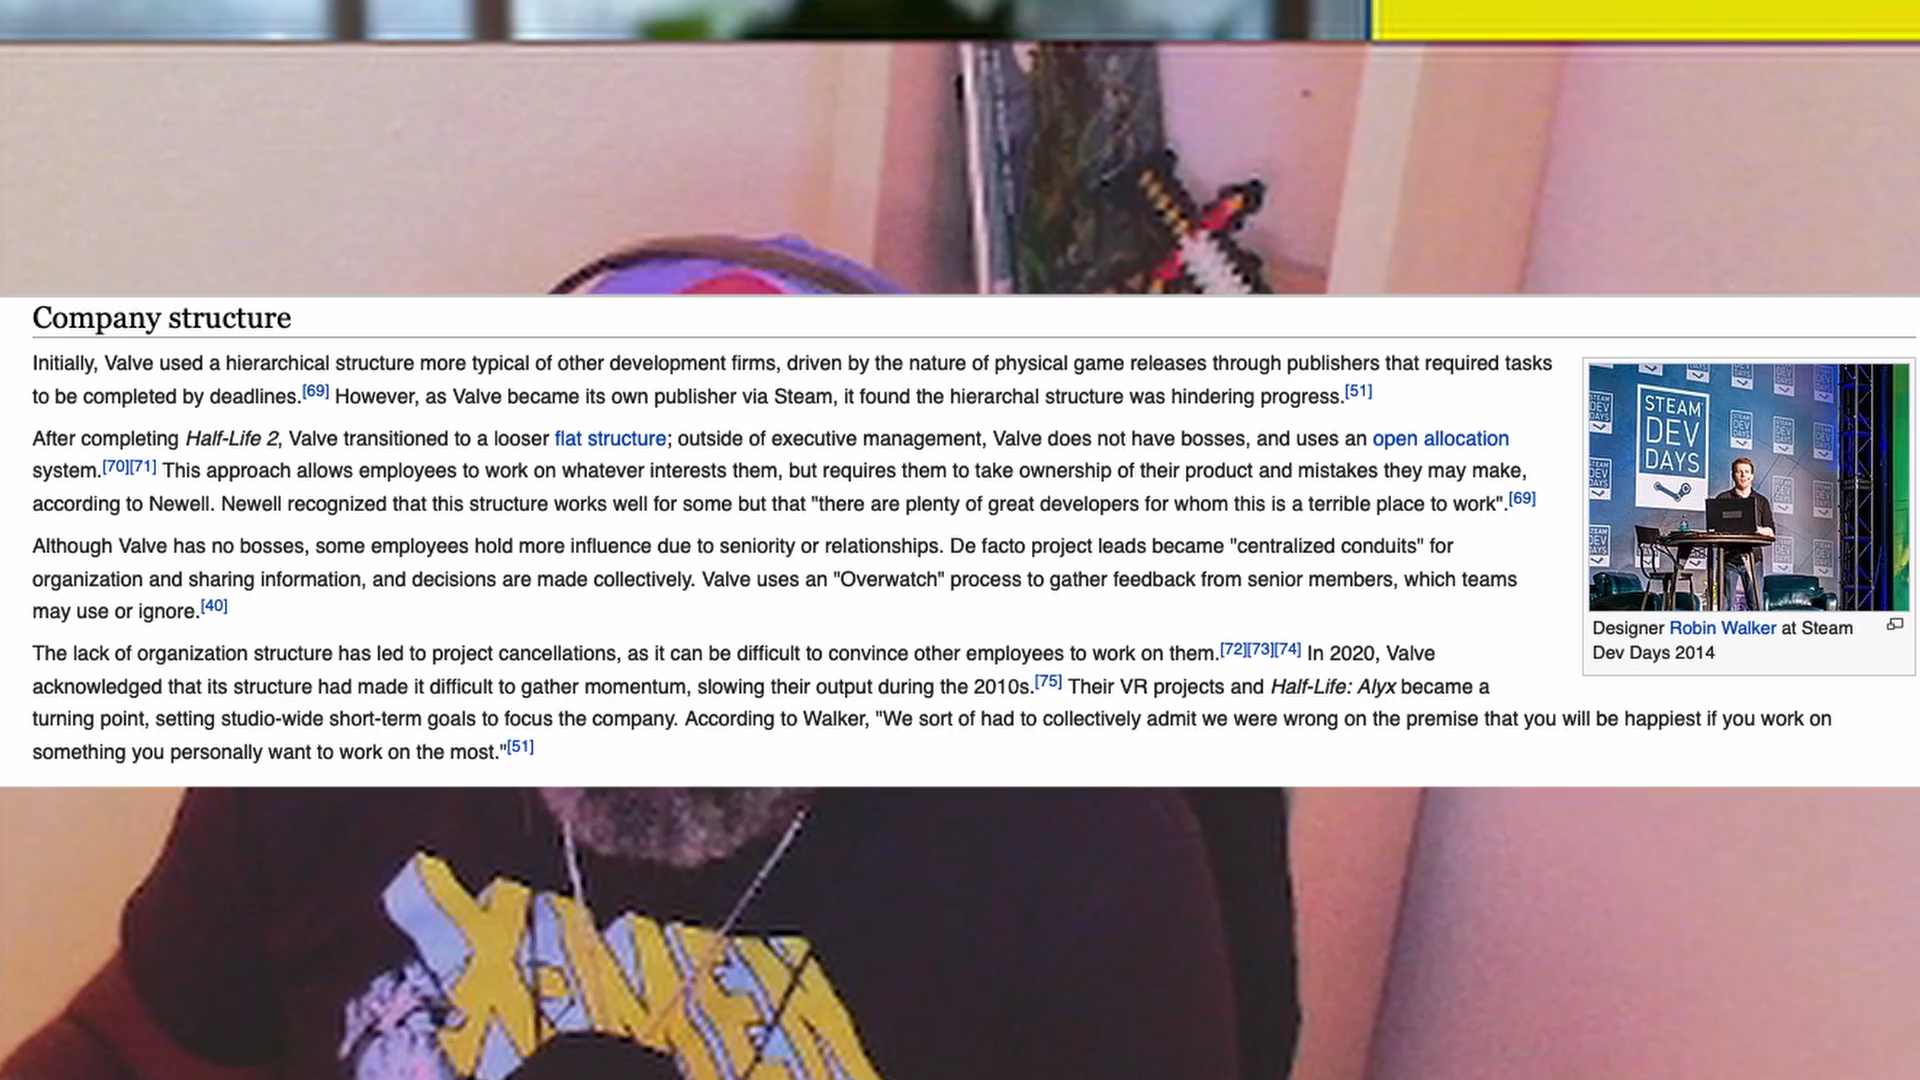 Company structure
Initially, Valve used a hierarchical structure more typical of other development firms, driven by the nature of physical game releases through publishers that required tasks
to be completed by deadlines.[69] However, as Valve became its own publisher via Steam, it found the hierarchal structure was hindering progress.[51]
After completing Half-Life 2, Valve transitioned to a looser flat structure; outside of executive management, Valve does not have bosses, and uses an open allocation
system.[70][71] This approach allows employees to work on whatever interests them, but requires them to take ownership of their product and mistakes they may make,
according to Newell. Newell recognized that this structure works well for some but that "there are plenty of great developers for whom this is a terrible place to work".[69]
Although Valve has no bosses, some employees hold more influence due to seniority or relationships. De facto project leads became "centralized conduits" for
organization and sharing information, and decisions are made collectively. Valve uses an "Overwatch" process to gather feedback from senior members, which teams
may use or ignore.[40]
The lack of organization structure has led to project cancellations, as it can be difficult to convince other employees to work on them.[72][73][74] In 2020, Valve
acknowledged that its structure had made it difficult to gather momentum, slowing their output during the 2010s.[75] Their VR projects and Half-Life: Alyx became a
turning point, setting studio-wide short-term goals to focus the company. According to Walker, "We sort of had to collectively admit we were wrong on the premise that you will be happiest if you work on
something you personally want to work on the most."[51]
STEAM
DEV
DAYS
Designer Robin Walker at Steam
Dev Days 2014
X-MEN